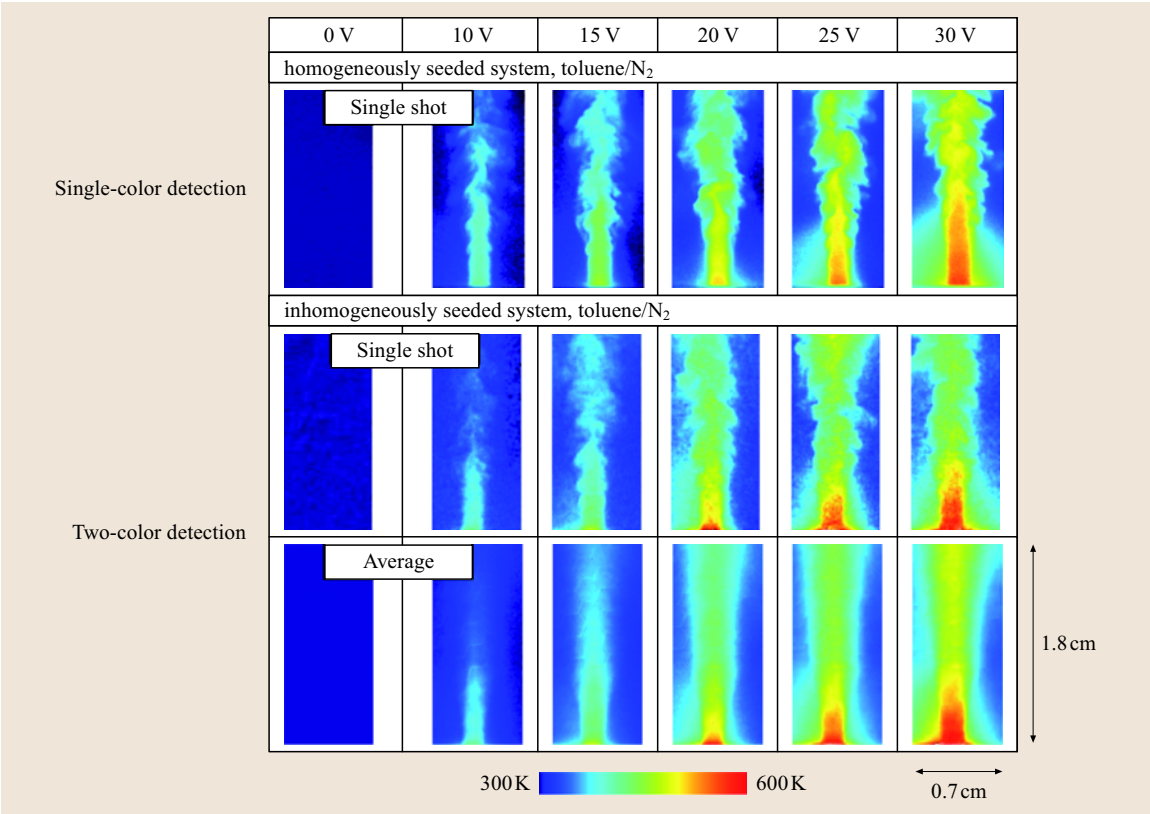 0 V 10 V 15 V 20 V 25 V 30 V
homogeneously seeded system, toluene/N₂
Single shot
Single-color detection
inhomogeneously seeded system, toluene/N₂
Single shot
Two-color detection
Average
1.8 cm
300 K 600 K
0.7 cm